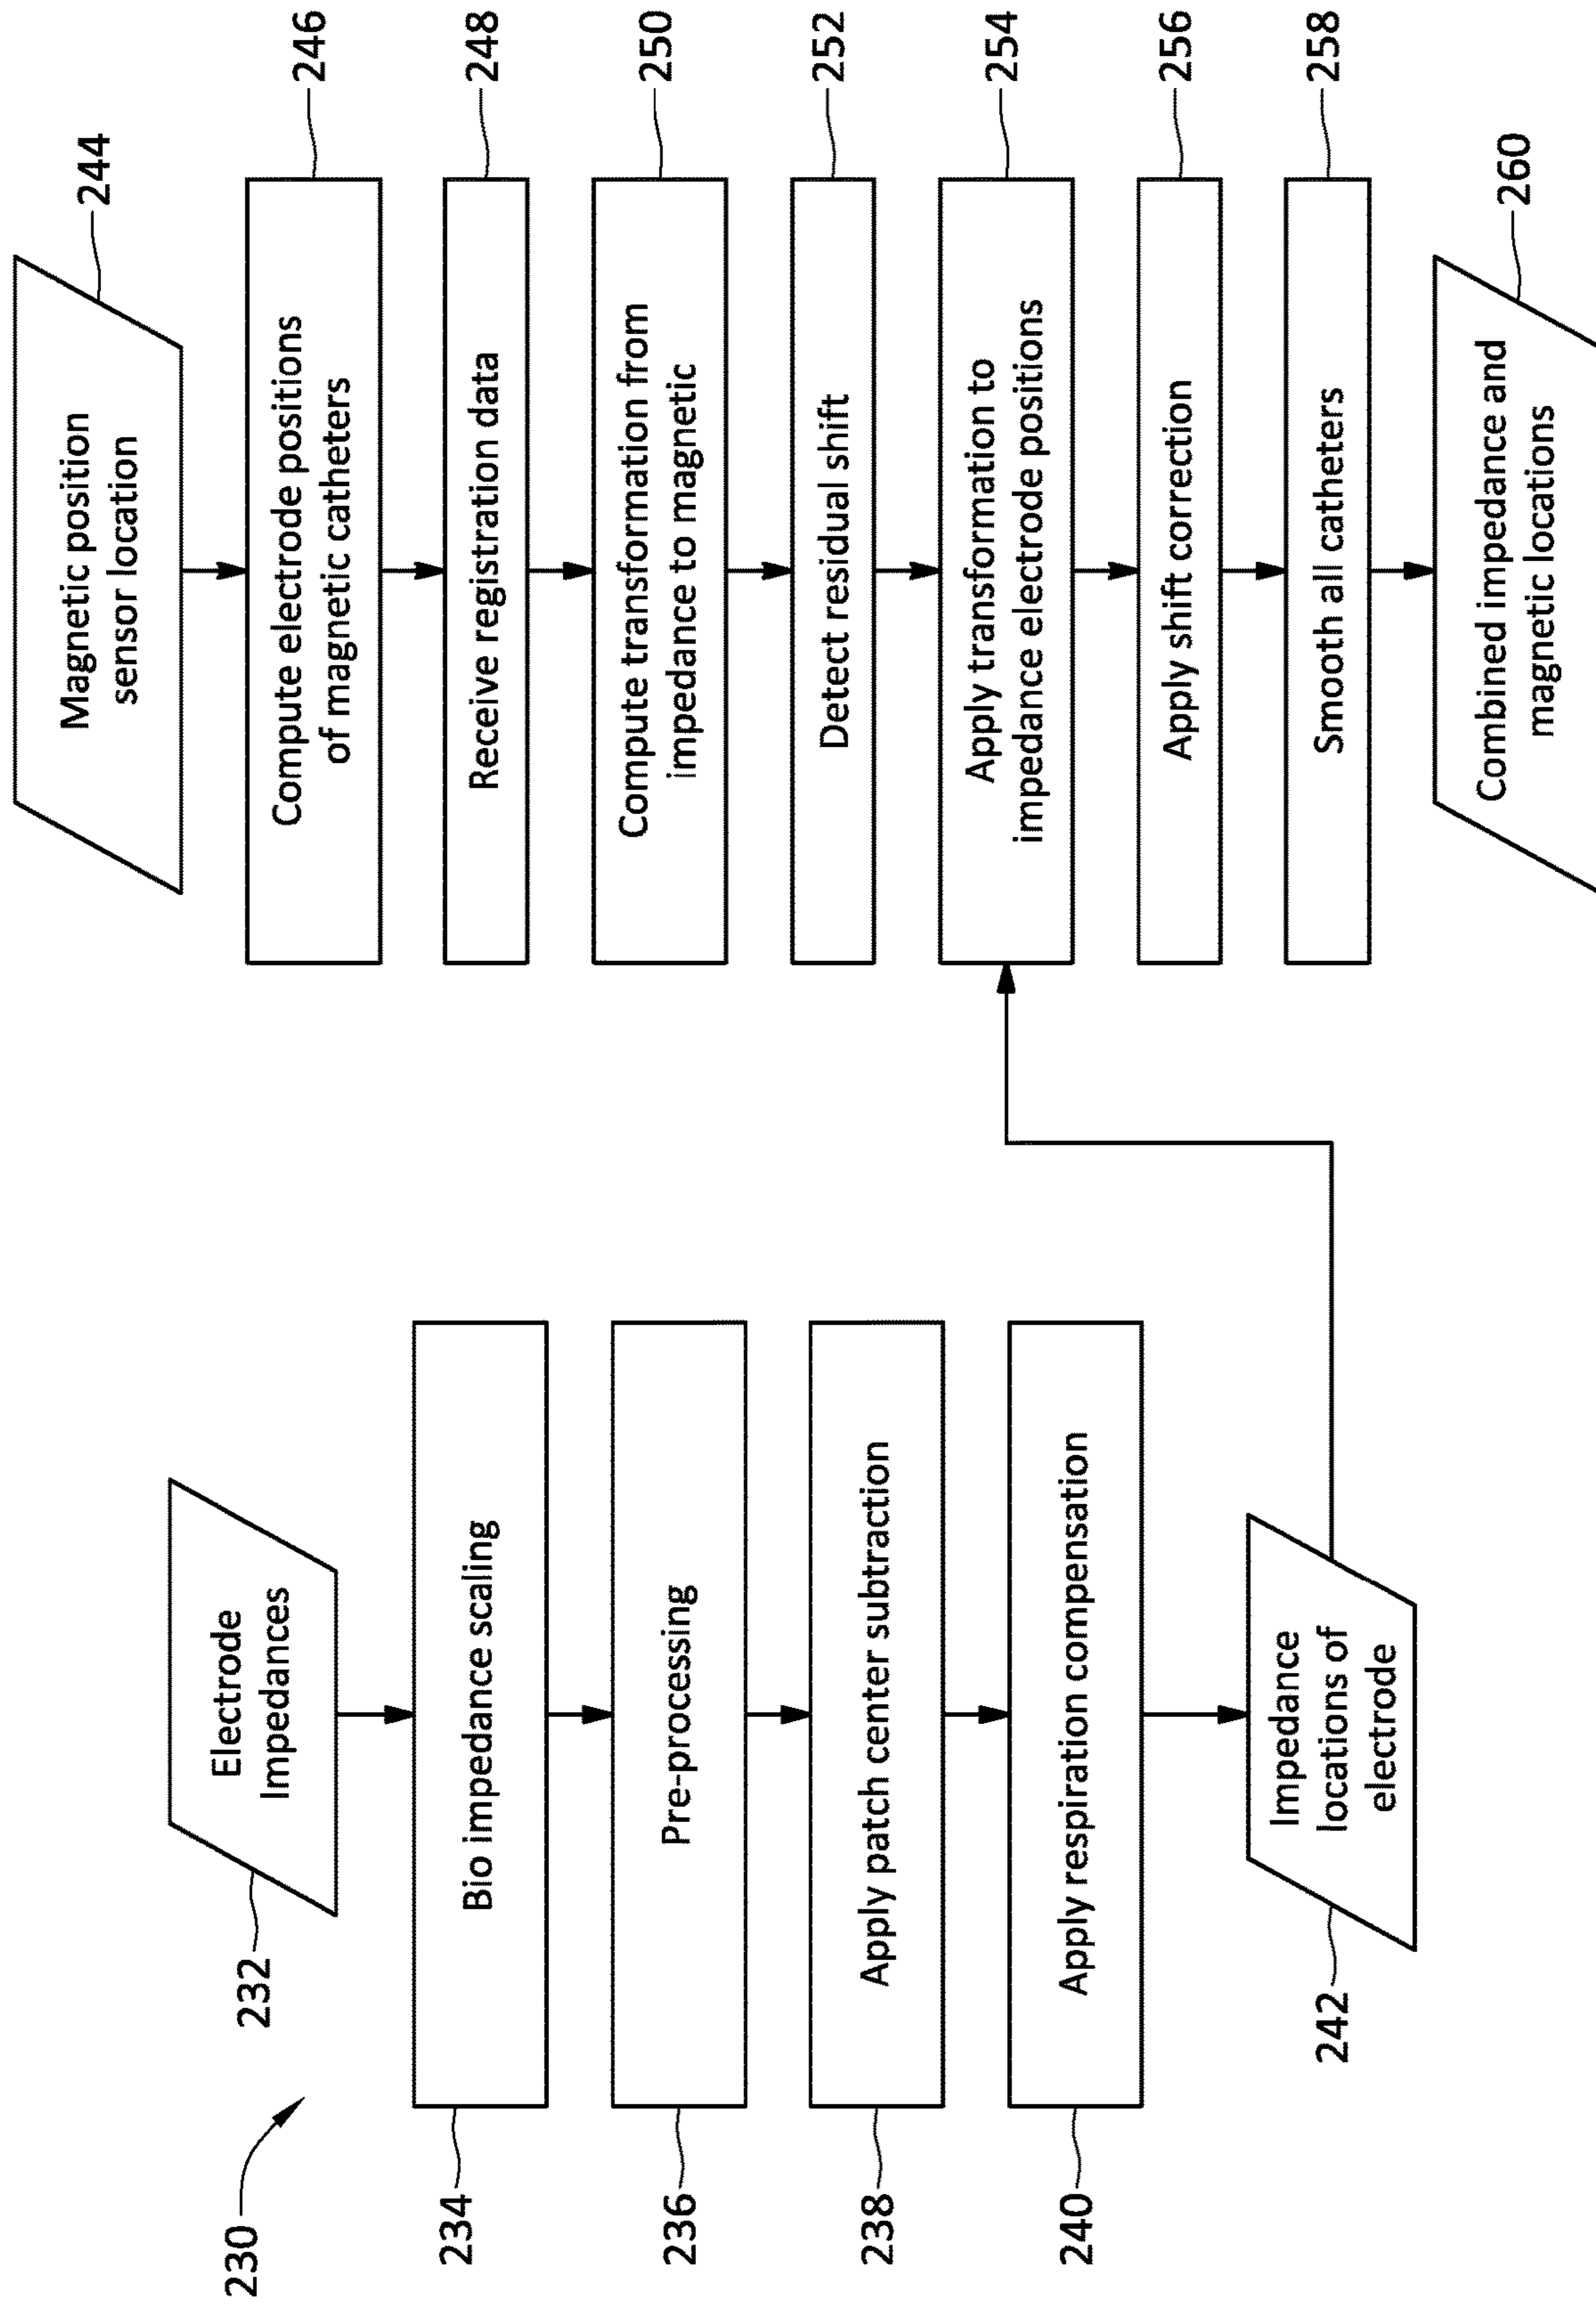 230
232
Electrode
Impedances
234
Bio impedance scaling
236
Pre-processing
238
Apply patch center subtraction
240
Apply respiration compensation
242
Impedance
locations of
electrode
244
Magnetic position
sensor location
246
Compute electrode positions
of magnetic catheters
248
Receive registration data
250
Compute transformation from
impedance to magnetic
252
Detect residual shift
254
Apply transformation to
impedance electrode positions
256
Apply shift correction
258
Smooth all catheters
260
Combined impedance and
magnetic locations